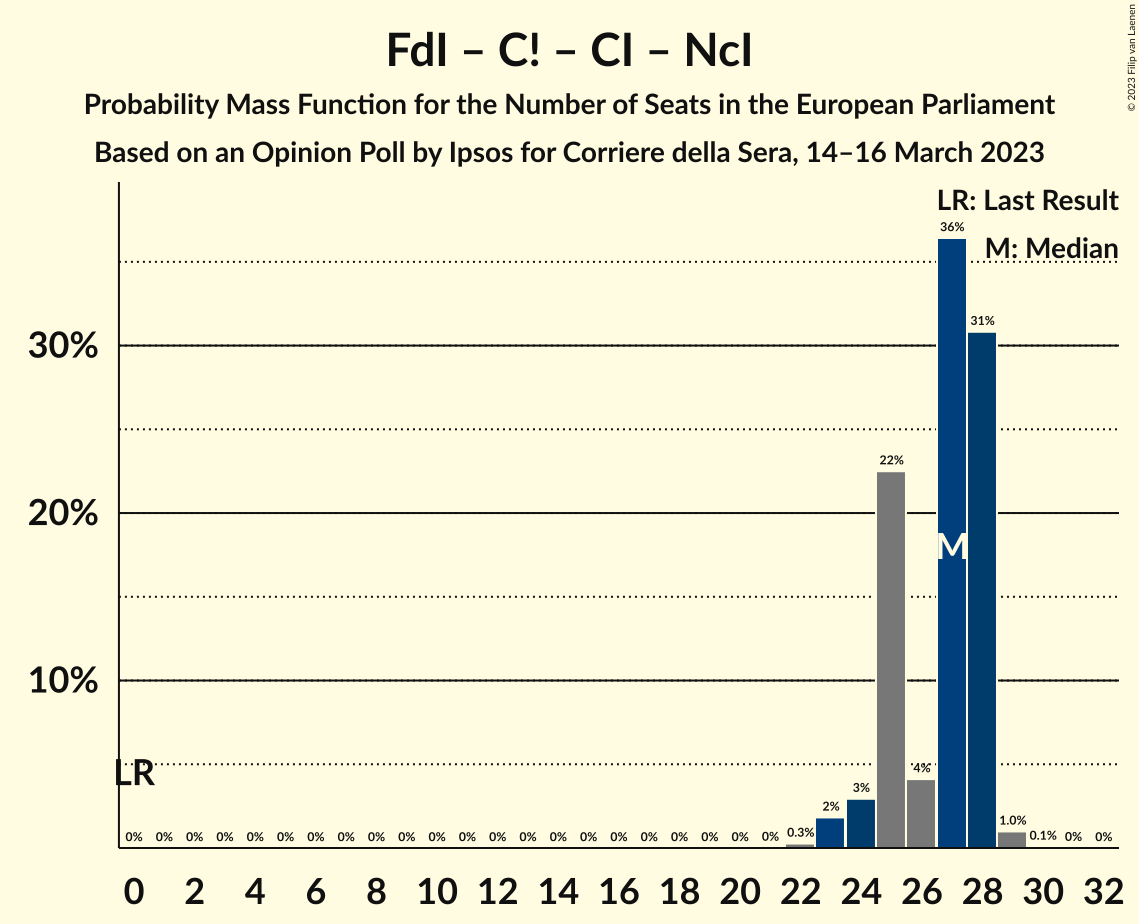 FdI – C! – CI – NcI
Probability Mass Function for the Number of Seats in the European Parliament
Based on an Opinion Poll by Ipsos for Corriere della Sera, 14–16 March 2023
© 2023 Filip van Laenen
LR: Last Result
M: Median
36%
31%
30%
22%
20%
M
10%
LR
4%
3%
2%
0% 0% 0% 0% 0% 0% 0% 0% 0% 0% 0% 0% 0% 0% 0% 0% 0% 0% 0% 0% 0% 0% 0.3% 1.0% 0.1% 0% 0%
0 2 4 6 8 10 12 14 16 18 20 22 24 26 28 30 32